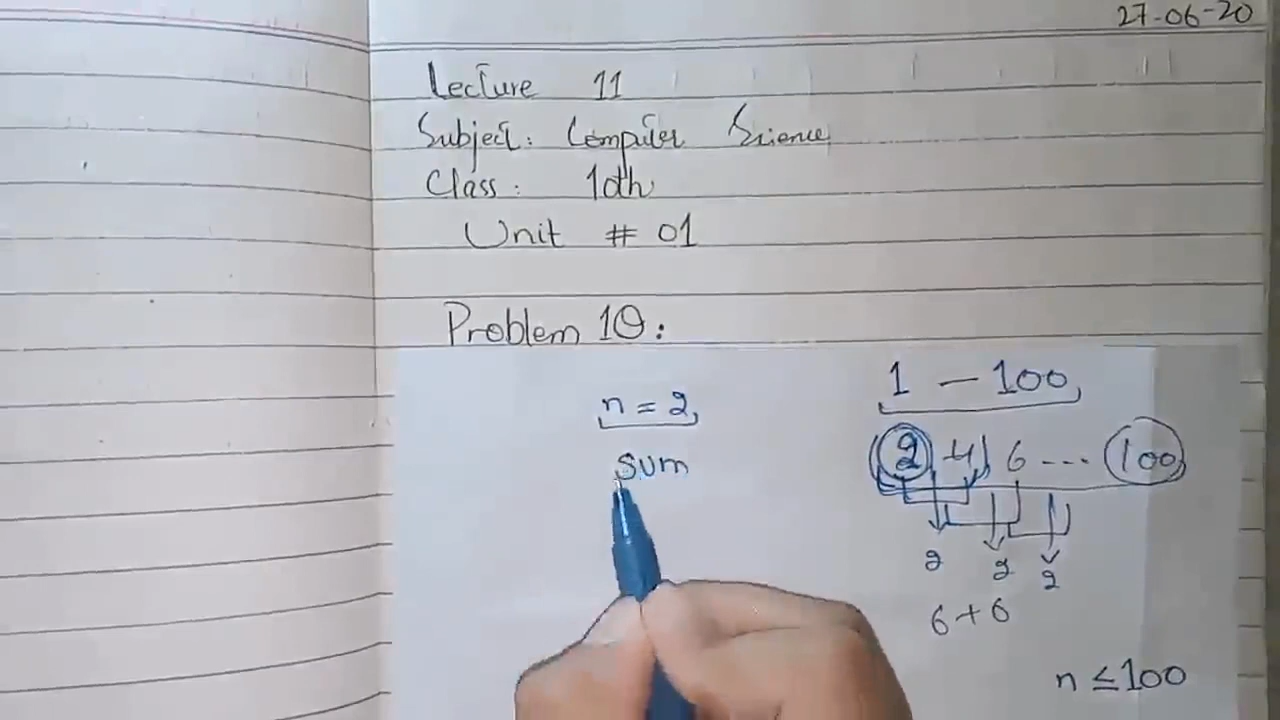 27-06-20
Lecture 11
Subject: Computer Science
Class: 10th
Unit # 01
Problem 10:
1 — 100
n = 2
2 4 6 ... 100
sum
2 2 2
6+6
n ≤ 100